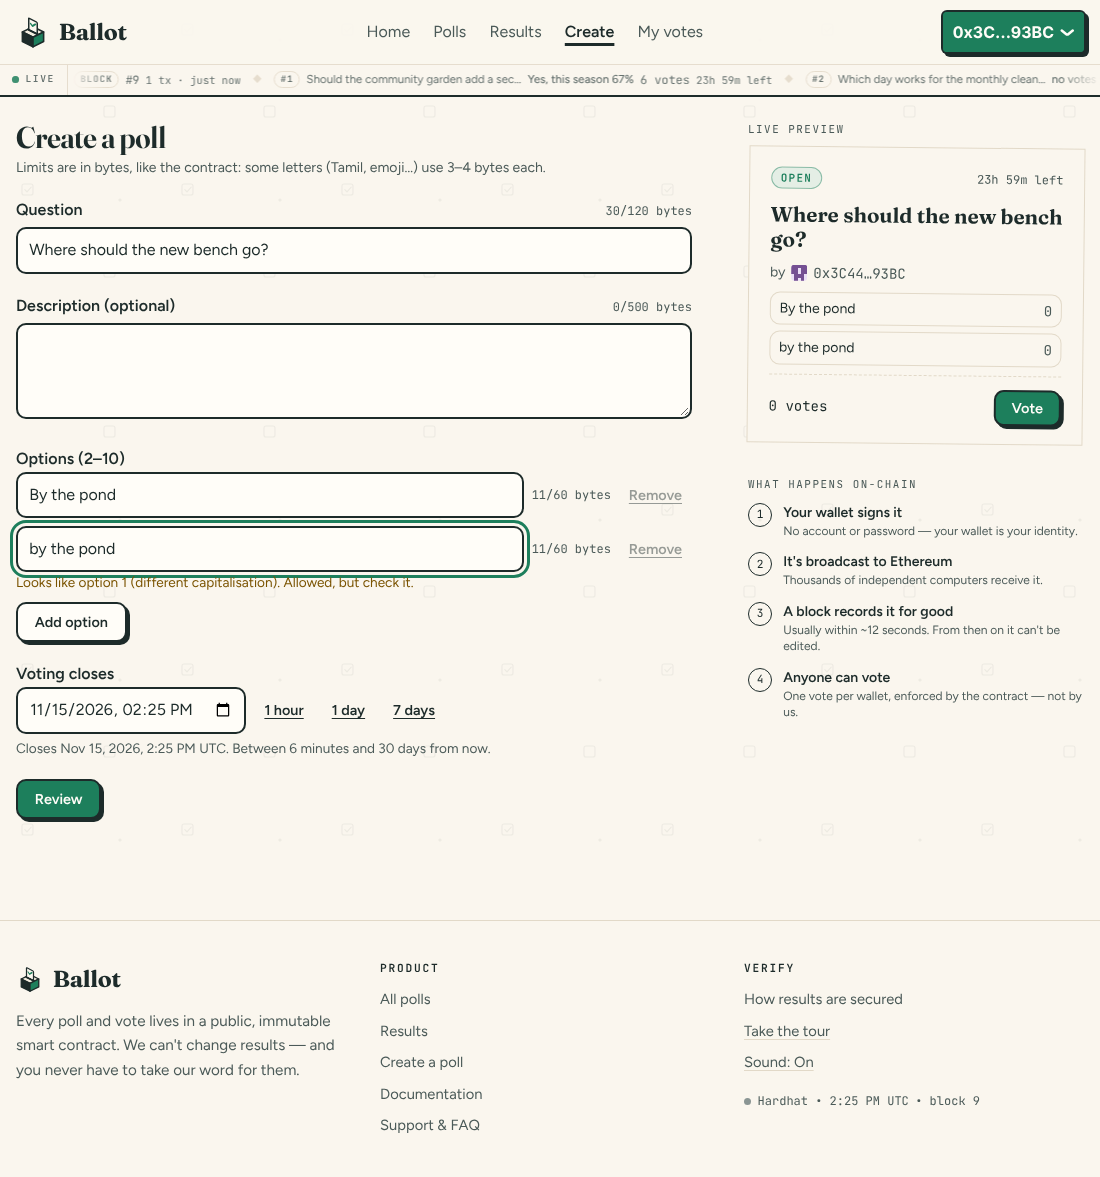 Ballot
Home Polls Results Create My votes
0x3C...93BC
LIVE
BLOCK #9 1 tx · just now #1 Should the community garden add a sec... Yes, this season 67% 6 votes 23h 59m left #2 Which day works for the monthly clean... no votes
Create a poll
Limits are in bytes, like the contract: some letters (Tamil, emoji…) use 3–4 bytes each.
Question 30/120 bytes
Where should the new bench go?
Description (optional) 0/500 bytes
Options (2–10)
By the pond 11/60 bytes Remove
by the pond 11/60 bytes Remove
Looks like option 1 (different capitalisation). Allowed, but check it.
Add option
Voting closes
11/15/2026, 02:25 PM 1 hour 1 day 7 days
Closes Nov 15, 2026, 2:25 PM UTC. Between 6 minutes and 30 days from now.
Review
LIVE PREVIEW
OPEN 23h 59m left
Where should the new bench
go?
by 0x3C44…93BC
By the pond 0
by the pond 0
0 votes Vote
WHAT HAPPENS ON-CHAIN
1 Your wallet signs it
No account or password — your wallet is your identity.
2 It's broadcast to Ethereum
Thousands of independent computers receive it.
3 A block records it for good
Usually within ~12 seconds. From then on it can't be
edited.
4 Anyone can vote
One vote per wallet, enforced by the contract — not by
us.
Ballot
Every poll and vote lives in a public, immutable
smart contract. We can't change results — and
you never have to take our word for them.
PRODUCT
All polls
Results
Create a poll
Documentation
Support & FAQ
VERIFY
How results are secured
Take the tour
Sound: On
Hardhat • 2:25 PM UTC • block 9